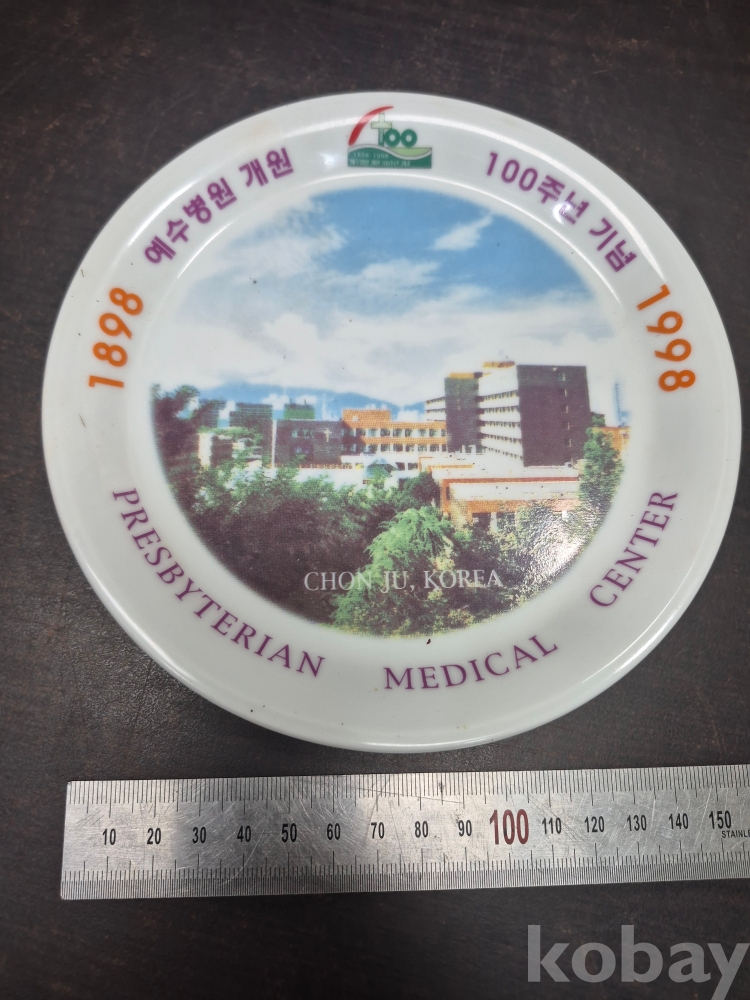 100
1898-1998
예수병원 개원
100주년 기념
1898
1998
CHON JU, KOREA
PRESBYTERIAN MEDICAL CENTER
10 20 30 40 50 60 70 80 90 100 110 120 130 140 150
kobay